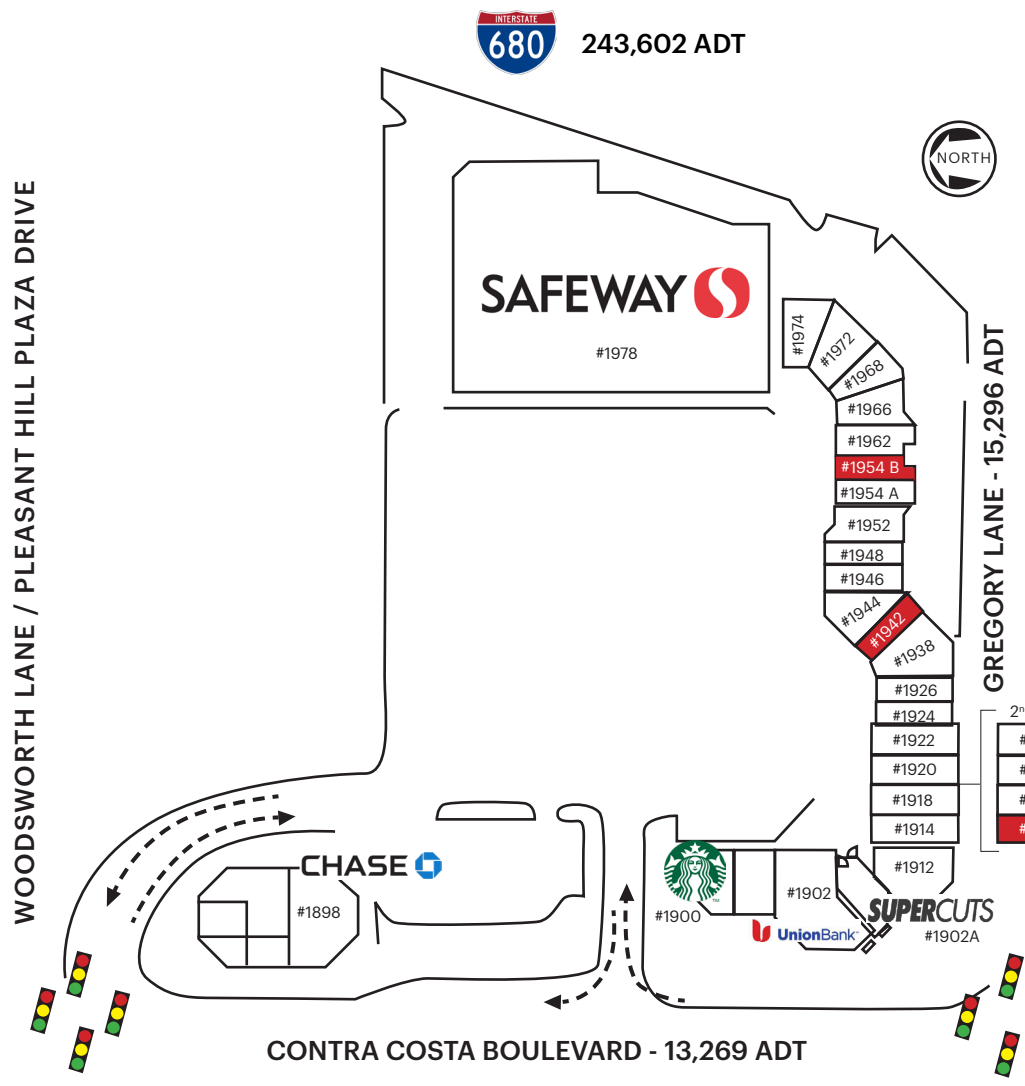 INTERSTATE
680
243,602 ADT
NORTH
WOODSWORTH LANE / PLEASANT HILL PLAZA DRIVE
SAFEWAY
#1978
#1974
#1972
#1968
#1966
#1962
#1954 B
#1954 A
#1952
#1948
#1946
#1944
#1942
#1938
GREGORY LANE - 15,296 ADT
#1926
#1924
#1922
#1920
#1918
#1914
#1912
2ⁿ
#
#
#
#
CHASE
#1898
#1900
#1902
UnionBank
SUPERCUTS
#1902A
CONTRA COSTA BOULEVARD - 13,269 ADT